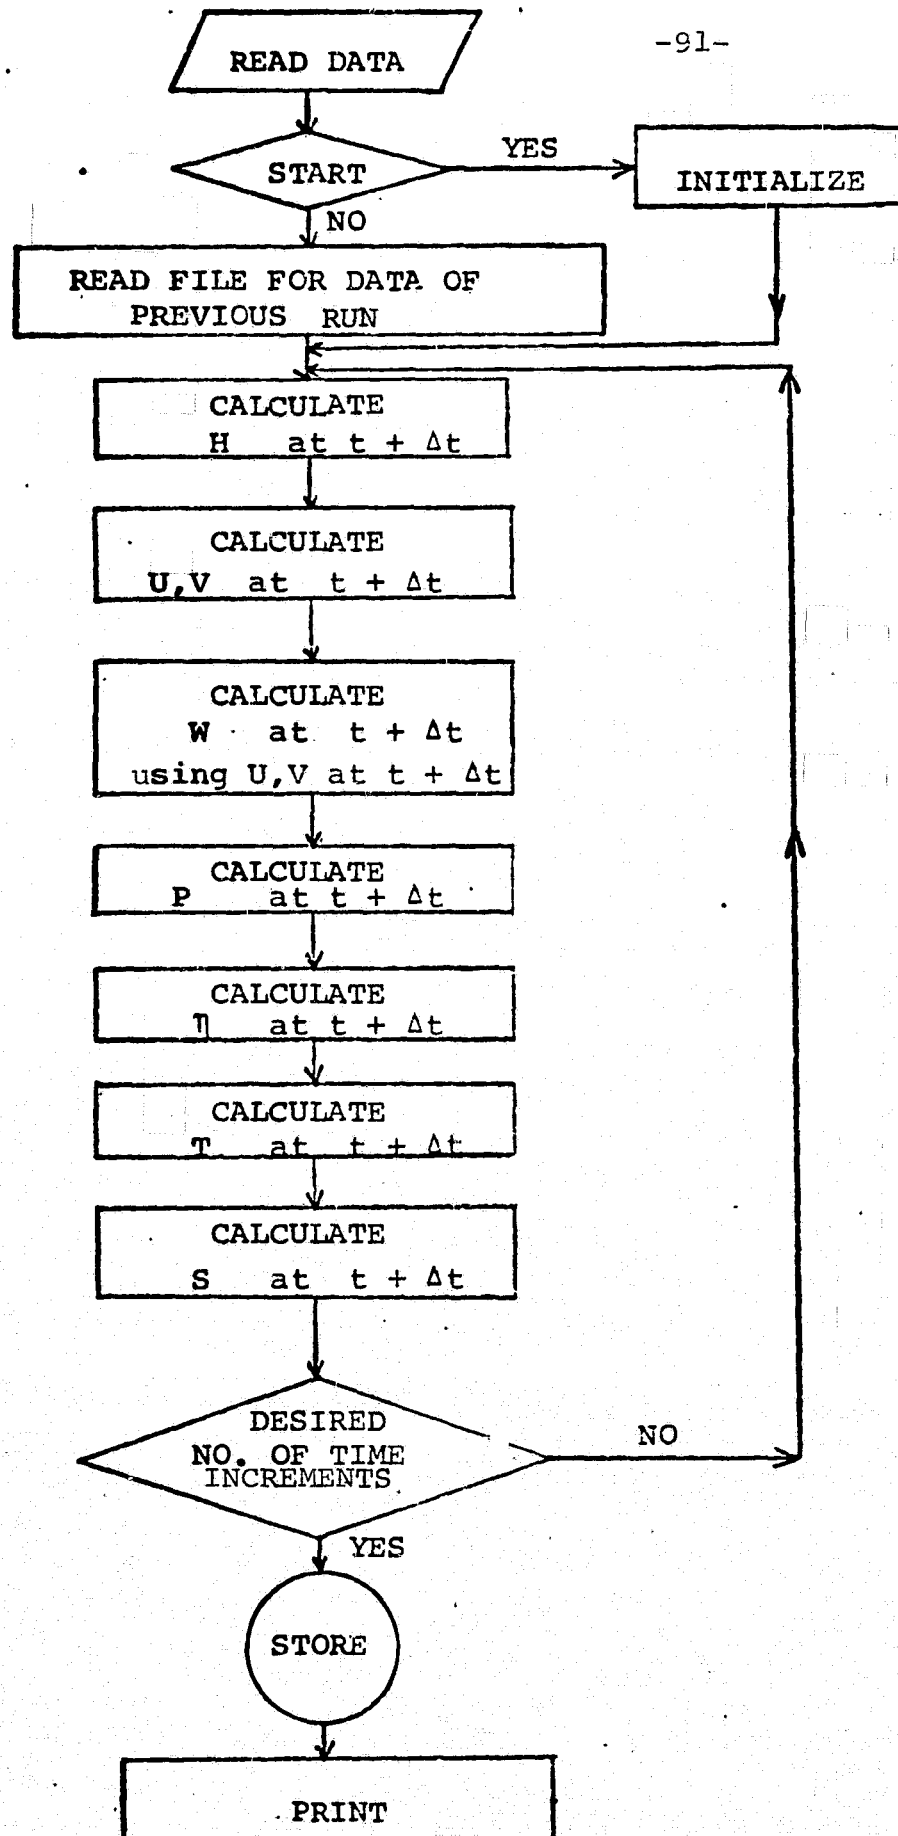 -91-
READ DATA
START
YES
INITIALIZE
NO
READ FILE FOR DATA OF
PREVIOUS RUN
CALCULATE
H at t + Δt
CALCULATE
U,V at t + Δt
CALCULATE
W at t + Δt
using U,V at t + Δt
CALCULATE
P at t + Δt
CALCULATE
η at t + Δt
CALCULATE
T at t + Δt
CALCULATE
S at t + Δt
DESIRED
NO. OF TIME
INCREMENTS
NO
YES
STORE
PRINT